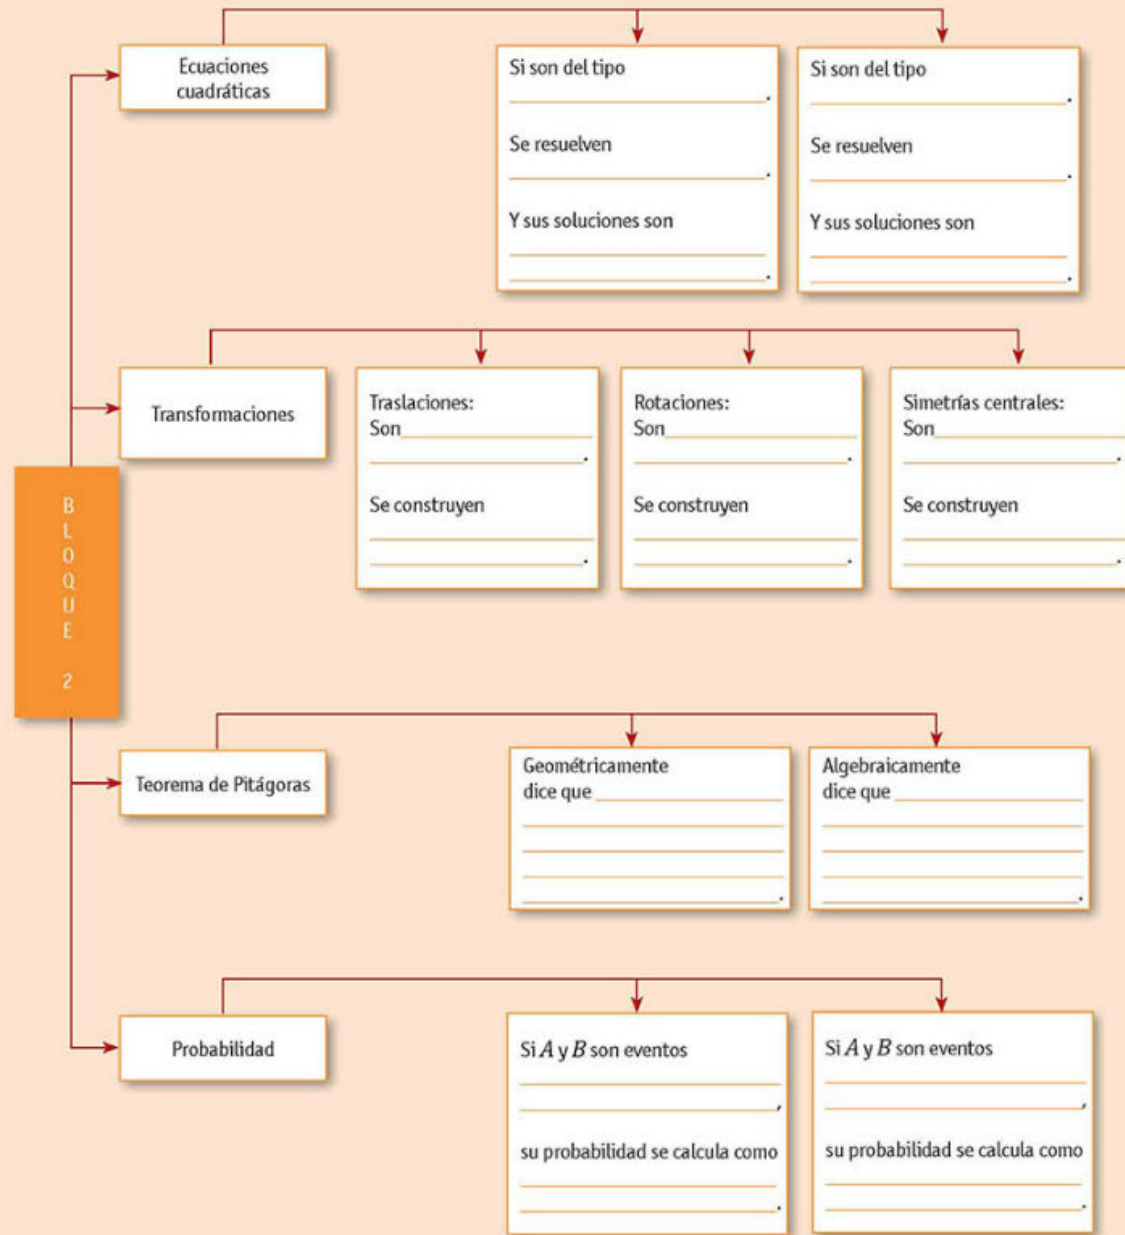 Ecuaciones
cuadráticas
Si son del tipo
.
Se resuelven
.
Y sus soluciones son
.
Si son del tipo
.
Se resuelven
.
Y sus soluciones son
.
Transformaciones
Traslaciones:
Son
.
Se construyen
.
Rotaciones:
Son
.
Se construyen
.
Simetrías centrales:
Son
.
Se construyen
.
BLOQUE 2
Teorema de Pitágoras
Geométricamente
dice que
.
Algebraicamente
dice que
.
Probabilidad
Si A y B son eventos
,
su probabilidad se calcula como
.
Si A y B son eventos
,
su probabilidad se calcula como
.